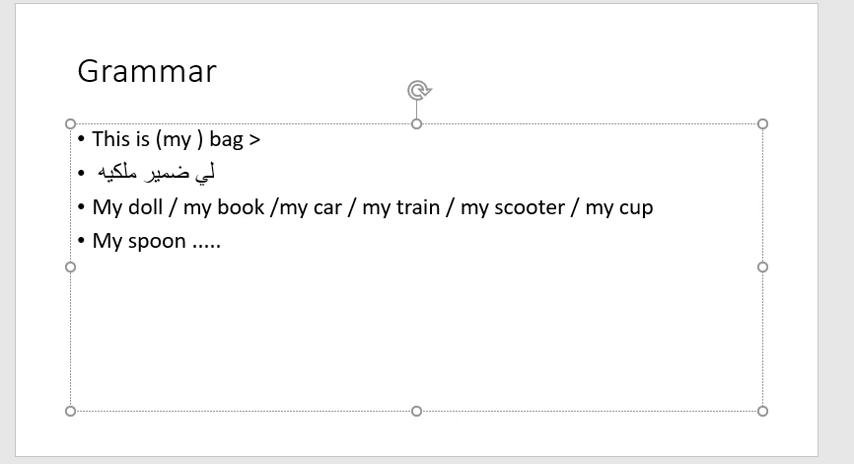 Grammar
• This is (my ) bag >
• لي ضمير ملكيه
• My doll / my book /my car / my train / my scooter / my cup
• My spoon .....